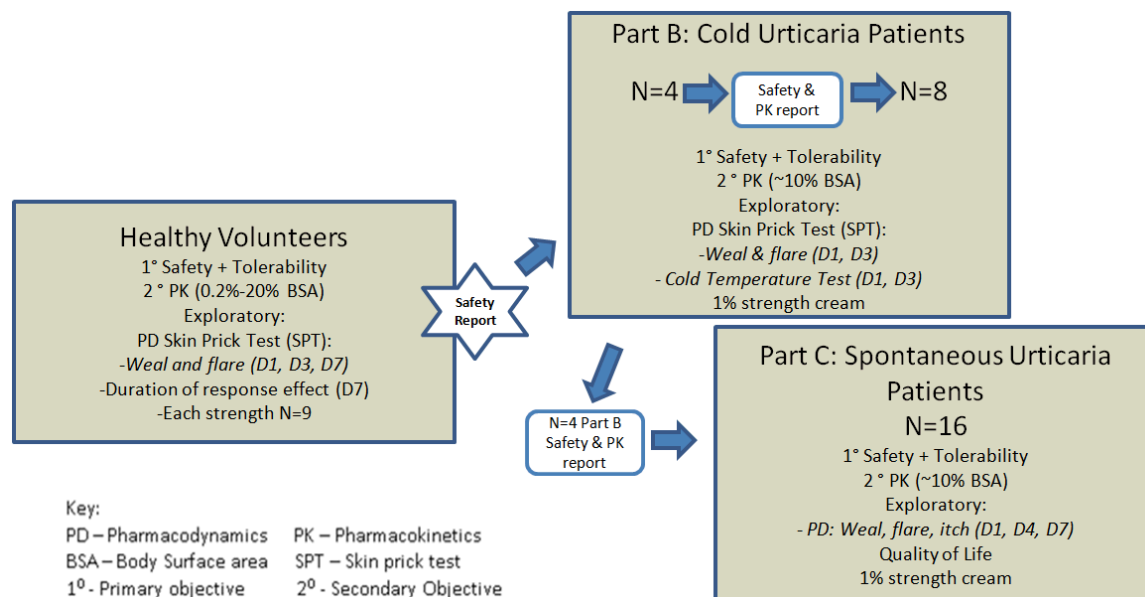 Healthy Volunteers
1° Safety + Tolerability
2 ° PK (0.2%-20% BSA)
Exploratory:
PD Skin Prick Test (SPT):
-Weal and flare (D1, D3, D7)
-Duration of response effect (D7)
-Each strength N=9
Safety
Report
Part B: Cold Urticaria Patients
N=4
Safety &
PK report
N=8
1° Safety + Tolerability
2 ° PK (~10% BSA)
Exploratory:
PD Skin Prick Test (SPT):
-Weal & flare (D1, D3)
- Cold Temperature Test (D1, D3)
1% strength cream
N=4 Part B
Safety & PK
report
Part C: Spontaneous Urticaria
Patients
N=16
1° Safety + Tolerability
2 ° PK (~10% BSA)
Exploratory:
- PD: Weal, flare, itch (D1, D4, D7)
Quality of Life
1% strength cream
Key:
PD – Pharmacodynamics PK – Pharmacokinetics
BSA – Body Surface area SPT – Skin prick test
1⁰ - Primary objective 2⁰ - Secondary Objective